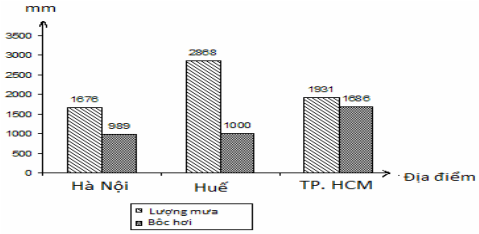 mm
3500
3000
2500
2000
1500
1000
500
0
1676
989
2868
1000
1931
1686
Hà Nội
Huế
TP. HCM
Địa điểm
Lượng mưa
Bốc hơi